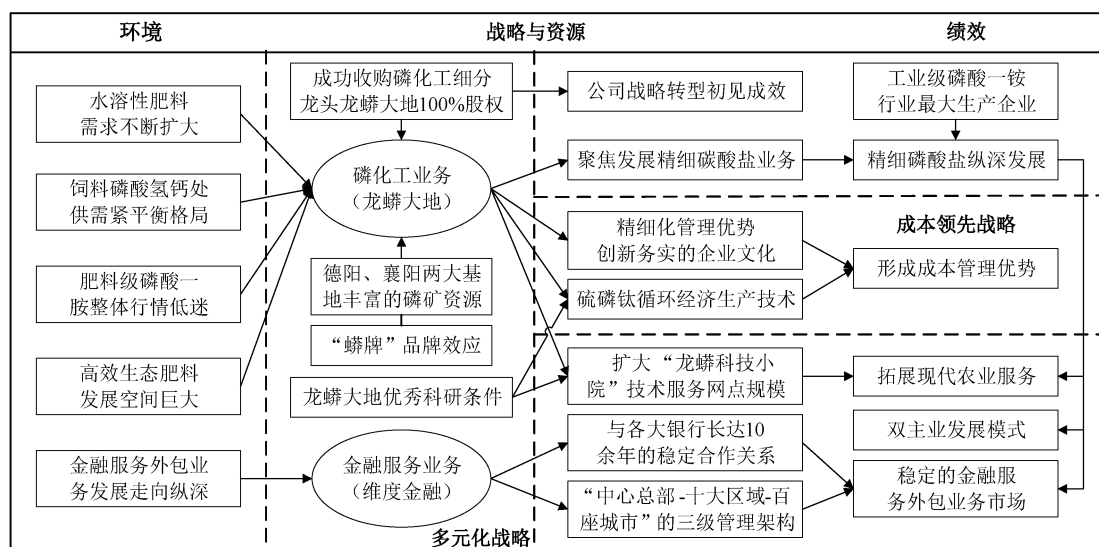 环境
战略与资源
绩效
水溶性肥料
需求不断扩大
饲料磷酸氢钙处
供需紧平衡格局
肥料级磷酸一
胺整体行情低迷
高效生态肥料
发展空间巨大
金融服务外包业
务发展走向纵深
成功收购磷化工细分
龙头龙蟒大地100%股权
磷化工业务
（龙蟒大地）
德阳、襄阳两大基
地丰富的磷矿资源
“蟒牌”品牌效应
龙蟒大地优秀科研条件
金融服务业务
（维度金融）
多元化战略
公司战略转型初见成效
聚焦发展精细碳酸盐业务
精细化管理优势
创新务实的企业文化
硫磷钛循环经济生产技术
扩大“龙蟒科技小
院”技术服务网点规模
与各大银行长达10
余年的稳定合作关系
“中心总部-十大区域-百
座城市”的三级管理架构
工业级磷酸一铵
行业最大生产企业
精细磷酸盐纵深发展
成本领先战略
形成成本管理优势
拓展现代农业服务
双主业发展模式
稳定的金融服
务外包业务市场